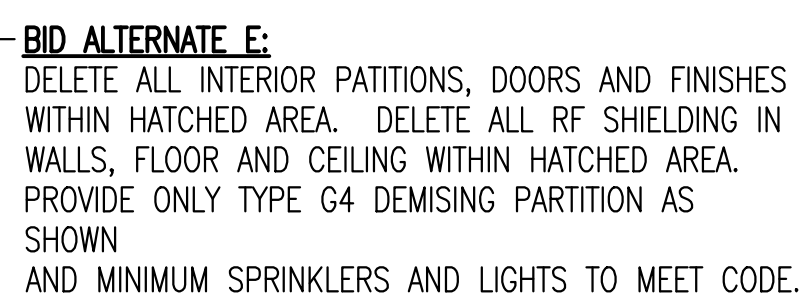 BID ALTERNATE E:
DELETE ALL INTERIOR PATITIONS, DOORS AND FINISHES
WITHIN HATCHED AREA. DELETE ALL RF SHIELDING IN
WALLS, FLOOR AND CEILING WITHIN HATCHED AREA.
PROVIDE ONLY TYPE G4 DEMISING PARTITION AS
SHOWN
AND MINIMUM SPRINKLERS AND LIGHTS TO MEET CODE.